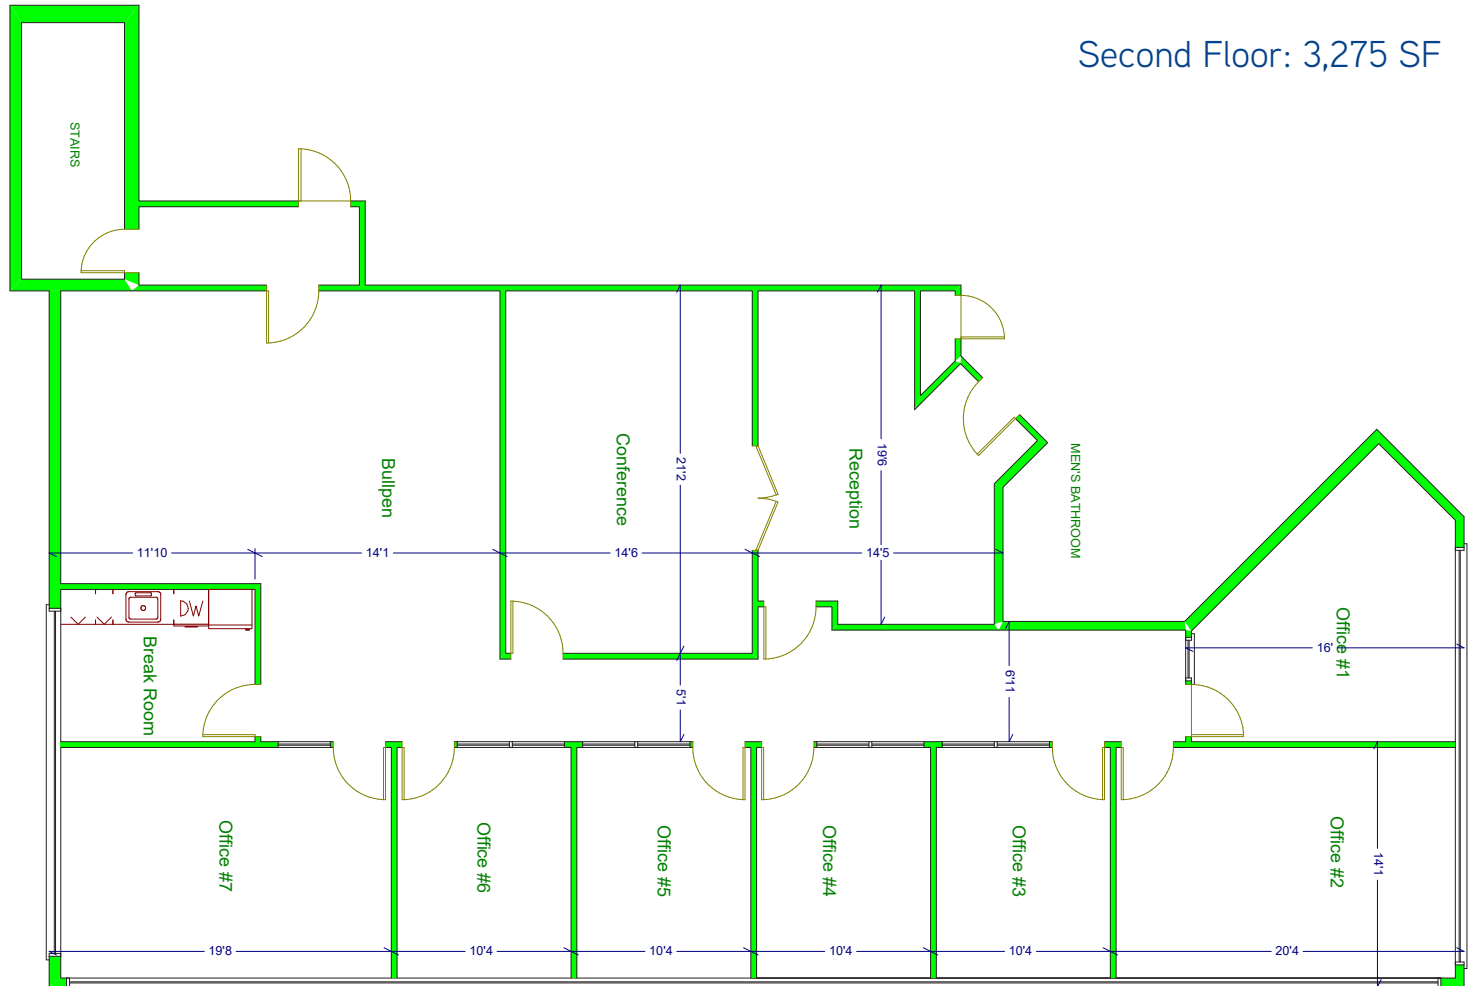 Second Floor: 3,275 SF
STAIRS
Bullpen
Conference
Reception
MEN'S BATHROOM
21'2
19'6
11'10
14'1
14'6
14'5
DW
Break Room
Office #1
16'
5'1
6'11
Office #7
Office #6
Office #5
Office #4
Office #3
Office #2
14'1
19'8
10'4
10'4
10'4
10'4
20'4